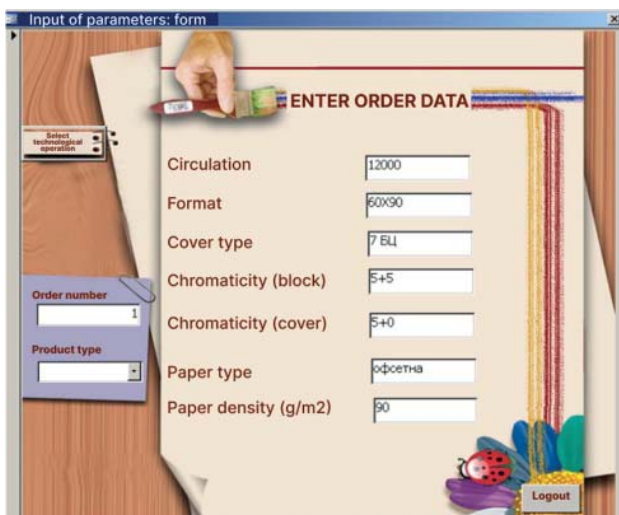 Input of parameters: form
ENTER ORDER DATA
Select
technological
operation
Circulation 12000
Format 60X90
Cover type 7 БЦ
Chromaticity (block) 5+5
Chromaticity (cover) 5+0
Paper type офсетна
Paper density (g/m2) 90
Order number
1
Product type
Logout